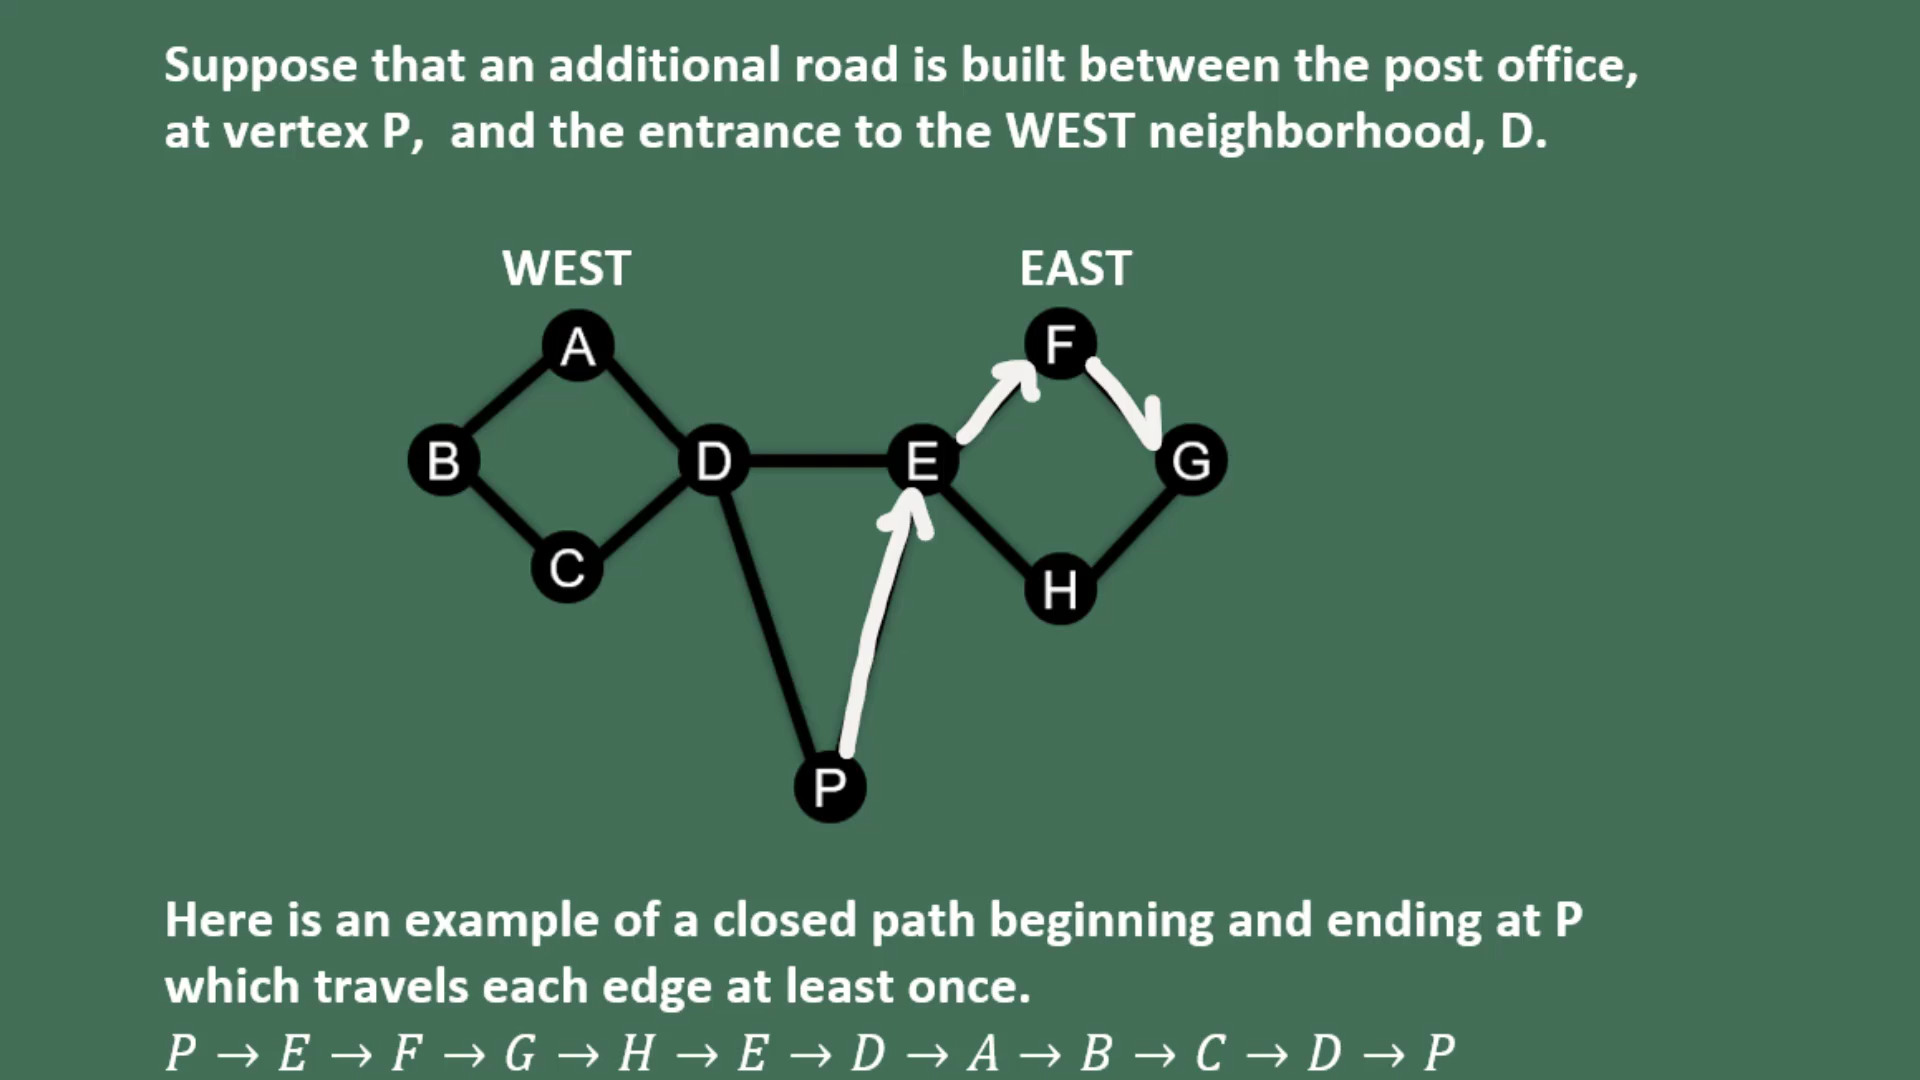 Suppose that an additional road is built between the post office,
at vertex P, and the entrance to the WEST neighborhood, D.
WEST EAST
A F
B D E G
C H
P
Here is an example of a closed path beginning and ending at P
which travels each edge at least once.
P → E → F → G → H → E → D → A → B → C → D → P